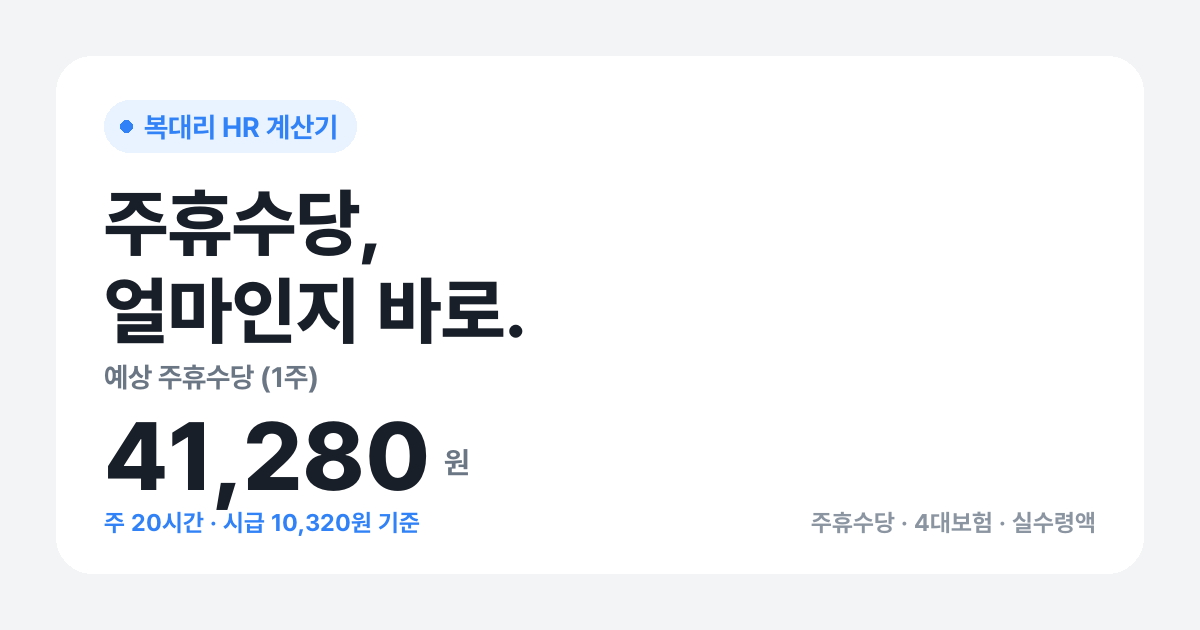 복대리 HR 계산기
주휴수당,
얼마인지 바로.
예상 주휴수당 (1주)
41,280 원
주 20시간 · 시급 10,320원 기준
주휴수당 · 4대보험 · 실수령액